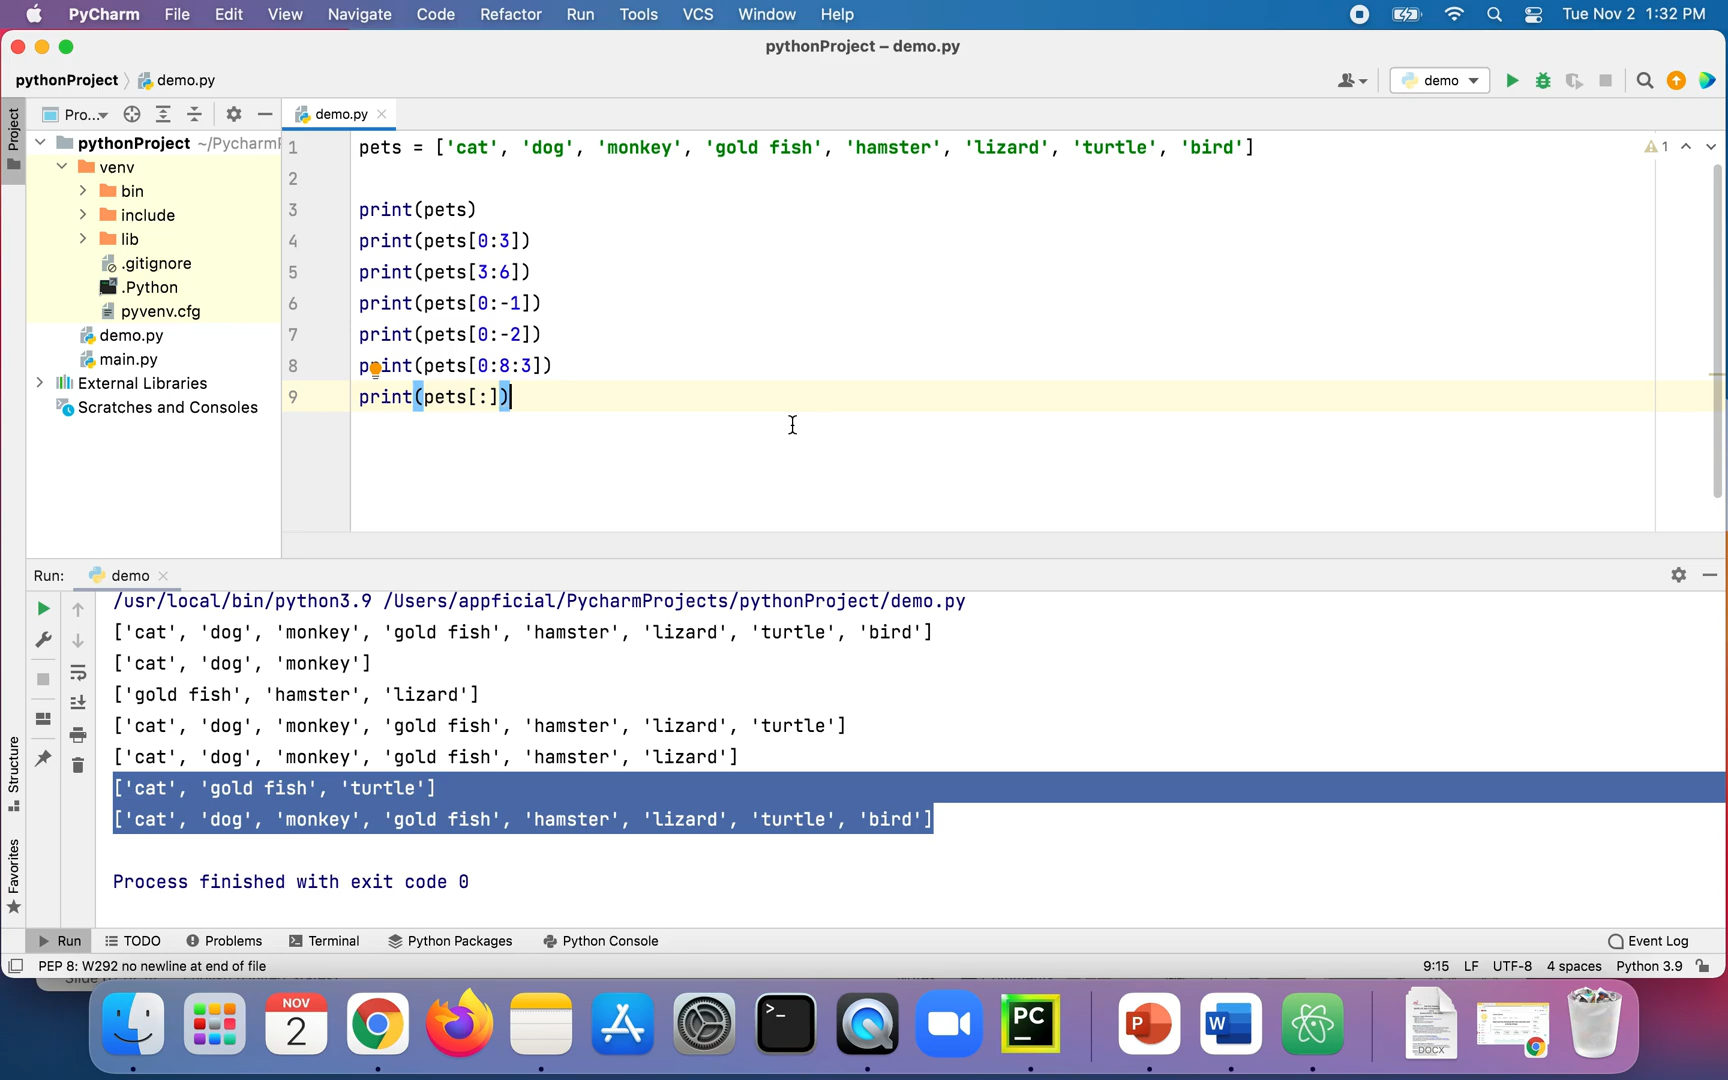 PyCharm File Edit View Navigate Code Refactor Run Tools VCS Window Help Tue Nov 2 1:32 PM
pythonProject – demo.py
pythonProject demo.py demo
Project
Pro... demo.py
pythonProject ~/Pycharm
venv
bin
include
lib
.gitignore
.Python
pyvenv.cfg
demo.py
main.py
External Libraries
Scratches and Consoles
1 pets = ['cat', 'dog', 'monkey', 'gold fish', 'hamster', 'lizard', 'turtle', 'bird'] 1
2
3 print(pets)
4 print(pets[0:3])
5 print(pets[3:6])
6 print(pets[0:-1])
7 print(pets[0:-2])
8 print(pets[0:8:3])
9 print(pets[:])
Run: demo
/usr/local/bin/python3.9 /Users/appficial/PycharmProjects/pythonProject/demo.py
['cat', 'dog', 'monkey', 'gold fish', 'hamster', 'lizard', 'turtle', 'bird']
['cat', 'dog', 'monkey']
['gold fish', 'hamster', 'lizard']
['cat', 'dog', 'monkey', 'gold fish', 'hamster', 'lizard', 'turtle']
['cat', 'dog', 'monkey', 'gold fish', 'hamster', 'lizard']
['cat', 'gold fish', 'turtle']
['cat', 'dog', 'monkey', 'gold fish', 'hamster', 'lizard', 'turtle', 'bird']
Process finished with exit code 0
Structure
Favorites
Run TODO Problems Terminal Python Packages Python Console Event Log
PEP 8: W292 no newline at end of file 9:15 LF UTF-8 4 spaces Python 3.9
NOV
2
PC
P
W
DOCX